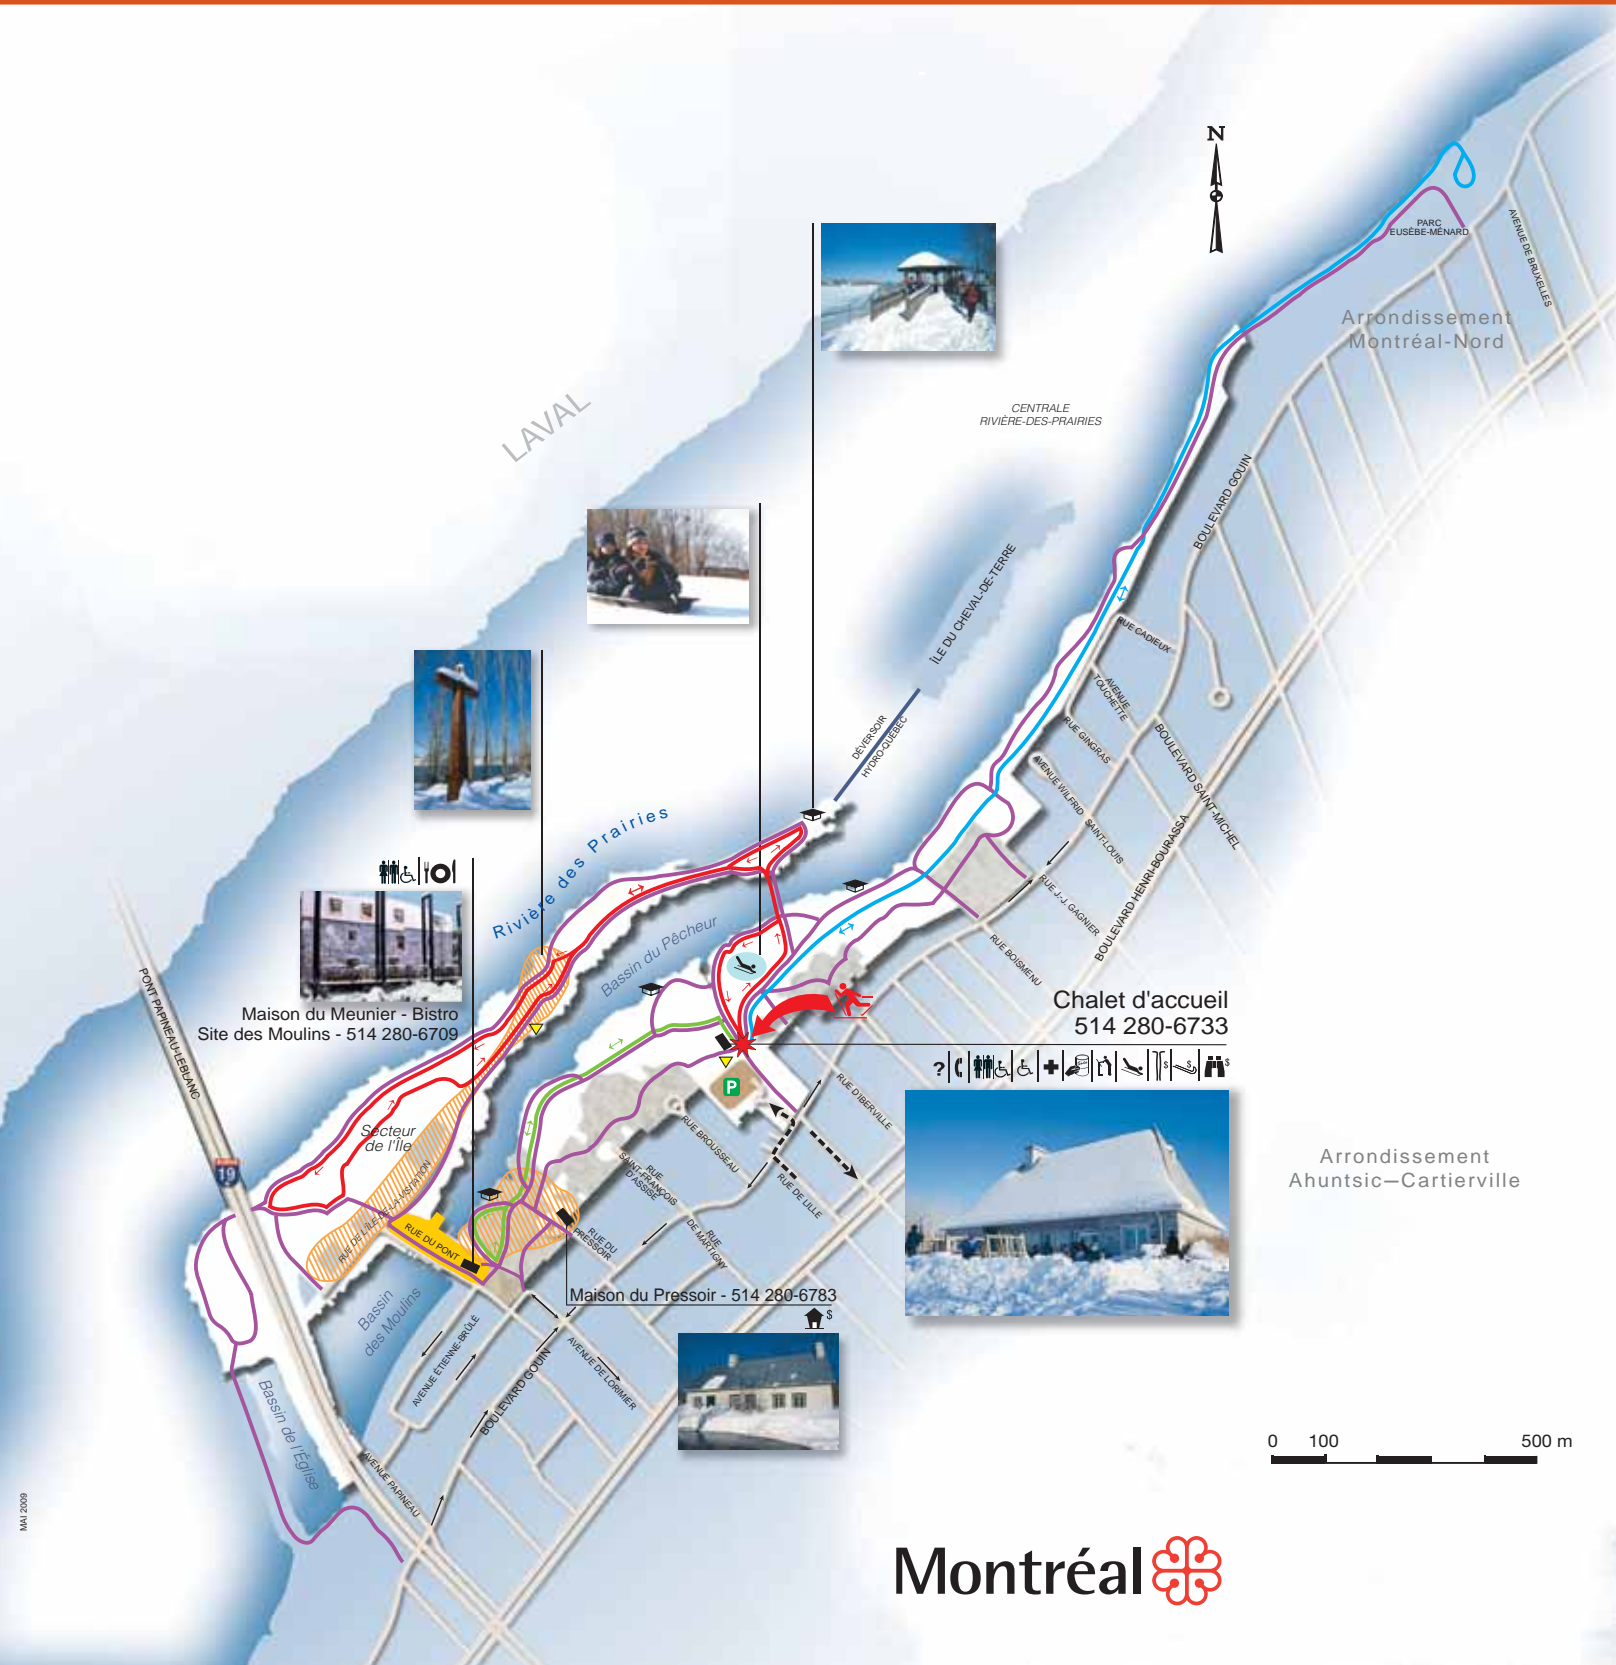 N
PARC
EUSÈBE-MÉNARD
AVENUE DE BRUXELLES
Arrondissement
Montréal-Nord
LAVAL
CENTRALE
RIVIÈRE-DES-PRAIRIES
BOULEVARD GOUIN
ÎLE DU CHEVAL-DE-TERRE
RUE CADIEUX
AVENUE
TOUCHETTE
DÉVERSOIR
HYDRO-QUÉBEC
RUE GINGRAS
BOULEVARD SAINT-MICHEL
AVENUE WILFRID SAINT-LOUIS
BOULEVARD HENRI-BOURASSA
Rivière des Prairies
RUE J.-J. GAGNIER
Bassin du Pêcheur
RUE BOISMENU
PONT PAPINEAU-LEBLANC
Maison du Meunier - Bistro
Site des Moulins - 514 280-6709
Chalet d'accueil
514 280-6733
? $ $ $
P
RUE D'IBERVILLE
Secteur
de l'Île
RUE BROUSSEAU
RUE
SAINT-FRANÇOIS
D'ASSISE
Arrondissement
Ahuntsic—Cartierville
19
RUE DE L'ÎLE-DE-LA-VISITATION
RUE DE LILLE
RUE DU PONT
RUE DU
PRESSOIR
RUE
DE MARTIGNY
Maison du Pressoir - 514 280-6783
$
Bassin
des Moulins
AVENUE ÉTIENNE-BRÛLÉ
BOULEVARD GOUIN
AVENUE DE LORIMIER
Bassin de l'Église
AVENUE PAPINEAU
0 100 500 m
MAI 2009
Montréal